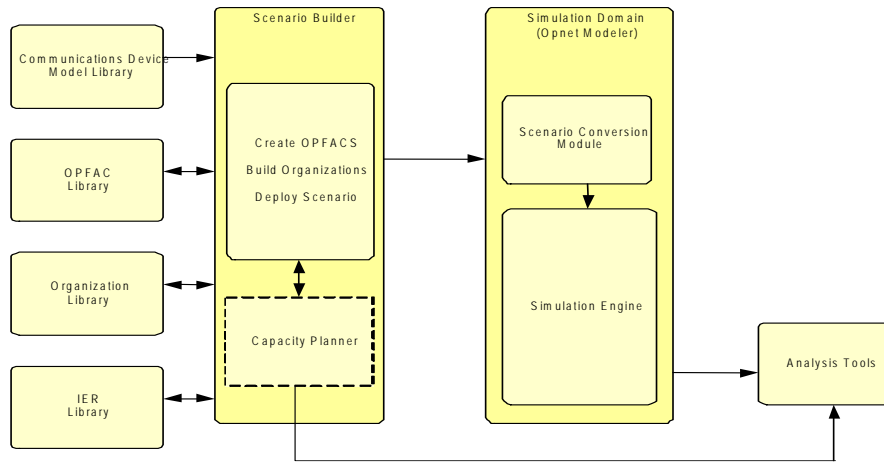 Scenario Builder
Simulation Domain
(Opnet Modeler)
Communications Device
Model Library
OPFAC
Library
Organization
Library
IER
Library
Create OPFACS
Build Organizations
Deploy Scenario
Capacity Planner
Scenario Conversion
Module
Simulation Engine
Analysis Tools